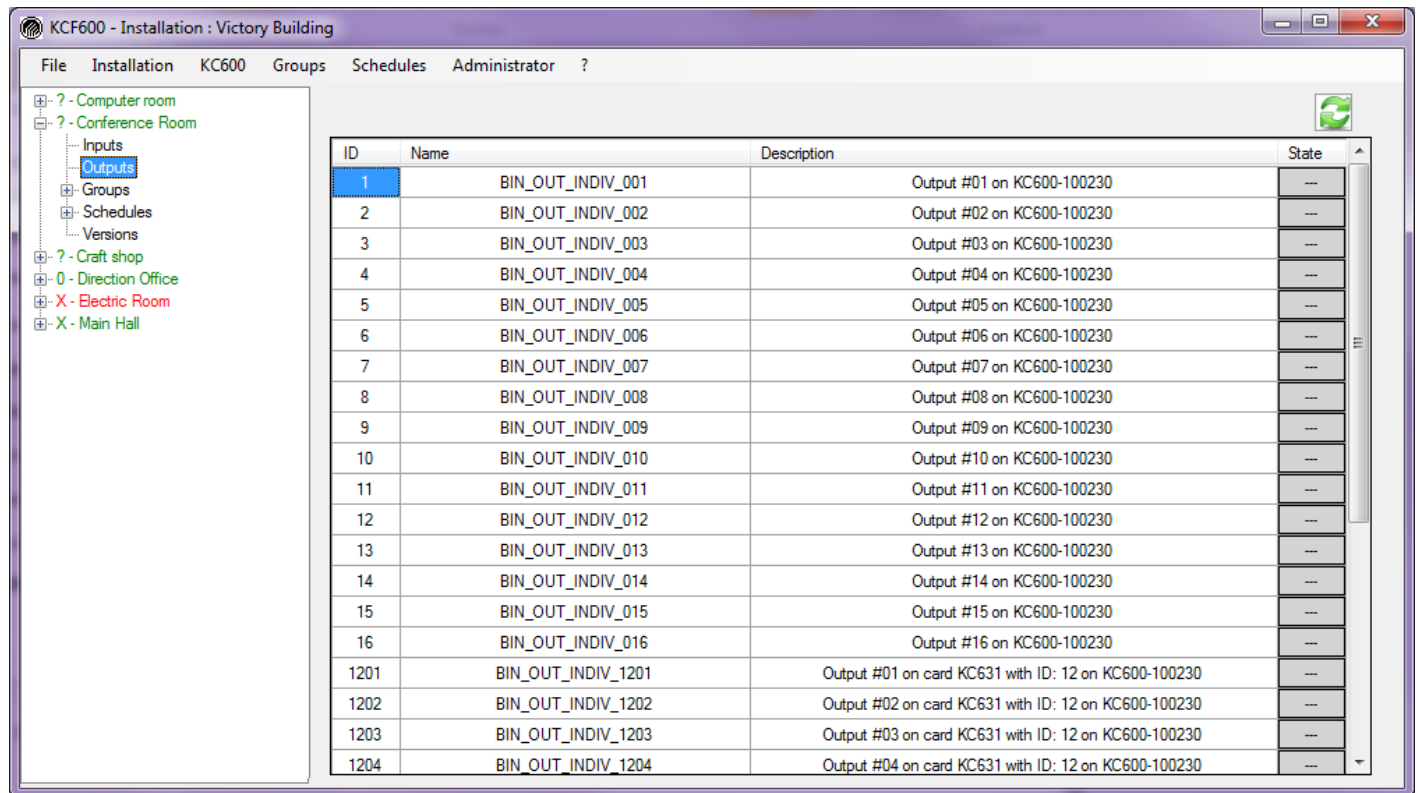 KCF600 - Installation : Victory Building
File Installation KC600 Groups Schedules Administrator ?
? - Computer room
? - Conference Room
Inputs
Outputs
Groups
Schedules
Versions
? - Craft shop
0 - Direction Office
X - Electric Room
X - Main Hall
ID Name Description State
1 BIN_OUT_INDIV_001 Output #01 on KC600-100230 ---
2 BIN_OUT_INDIV_002 Output #02 on KC600-100230 ---
3 BIN_OUT_INDIV_003 Output #03 on KC600-100230 ---
4 BIN_OUT_INDIV_004 Output #04 on KC600-100230 ---
5 BIN_OUT_INDIV_005 Output #05 on KC600-100230 ---
6 BIN_OUT_INDIV_006 Output #06 on KC600-100230 ---
7 BIN_OUT_INDIV_007 Output #07 on KC600-100230 ---
8 BIN_OUT_INDIV_008 Output #08 on KC600-100230 ---
9 BIN_OUT_INDIV_009 Output #09 on KC600-100230 ---
10 BIN_OUT_INDIV_010 Output #10 on KC600-100230 ---
11 BIN_OUT_INDIV_011 Output #11 on KC600-100230 ---
12 BIN_OUT_INDIV_012 Output #12 on KC600-100230 ---
13 BIN_OUT_INDIV_013 Output #13 on KC600-100230 ---
14 BIN_OUT_INDIV_014 Output #14 on KC600-100230 ---
15 BIN_OUT_INDIV_015 Output #15 on KC600-100230 ---
16 BIN_OUT_INDIV_016 Output #16 on KC600-100230 ---
1201 BIN_OUT_INDIV_1201 Output #01 on card KC631 with ID: 12 on KC600-100230 ---
1202 BIN_OUT_INDIV_1202 Output #02 on card KC631 with ID: 12 on KC600-100230 ---
1203 BIN_OUT_INDIV_1203 Output #03 on card KC631 with ID: 12 on KC600-100230 ---
1204 BIN_OUT_INDIV_1204 Output #04 on card KC631 with ID: 12 on KC600-100230 ---